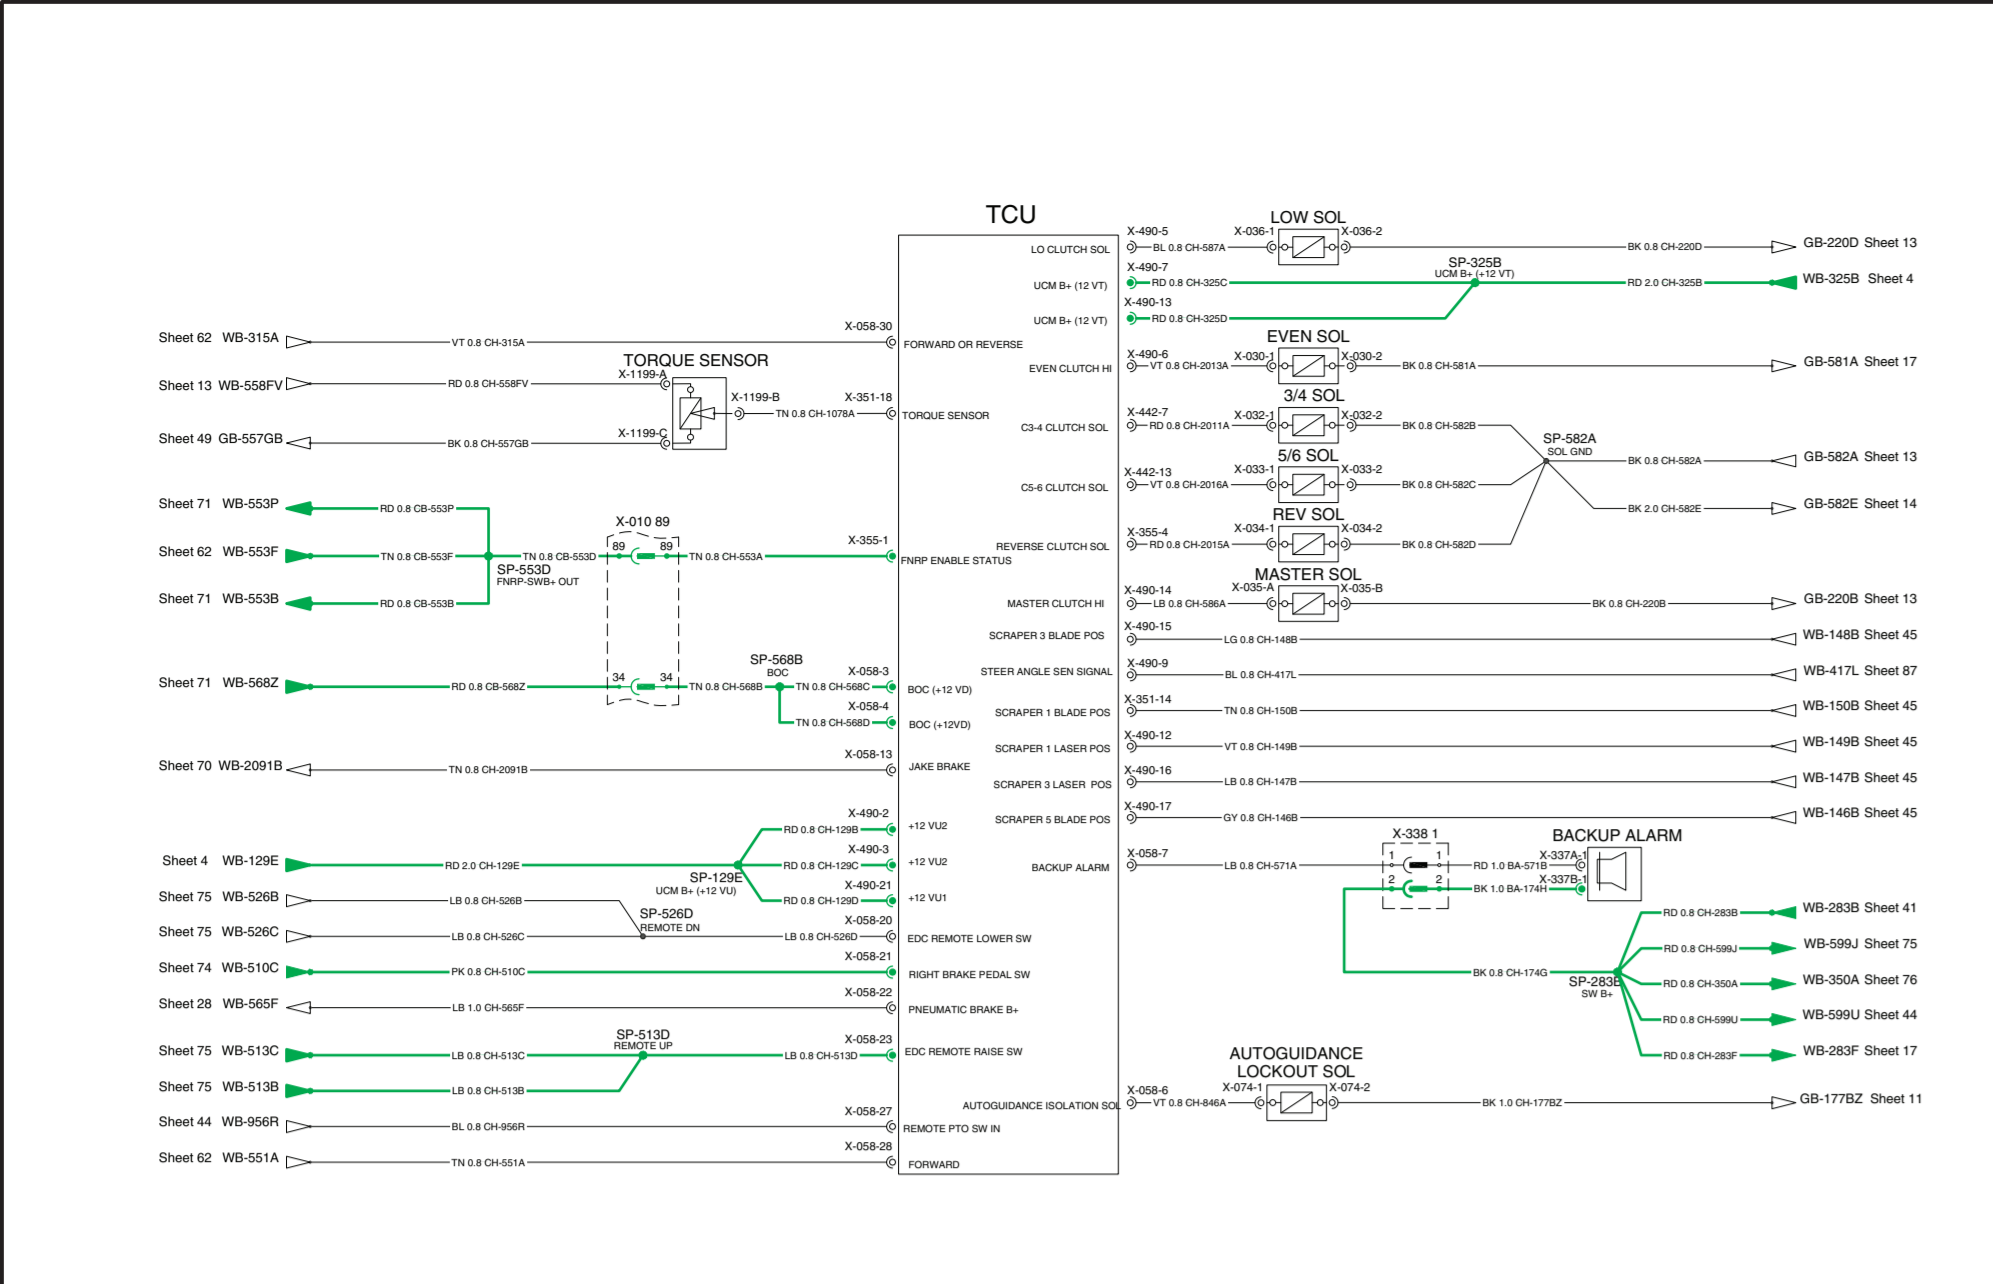 TCU
Sheet 62 WB-315A
VT 0.8 CH-315A
X-058-30
FORWARD OR REVERSE
TORQUE SENSOR
Sheet 13 WB-558FV
RD 0.8 CH-558FV
X-1199-A
X-1199-B
TN 0.8 CH-1078A
X-351-18
TORQUE SENSOR
Sheet 49 GB-557GB
BK 0.8 CH-557GB
X-1199-C
Sheet 71 WB-553P
RD 0.8 CB-553P
X-010 89
Sheet 62 WB-553F
TN 0.8 CB-553F
TN 0.8 CB-553D
89 89
TN 0.8 CH-553A
X-355-1
FNRP ENABLE STATUS
SP-553D
FNRP-SWB+ OUT
Sheet 71 WB-553B
RD 0.8 CB-553B
Sheet 71 WB-568Z
RD 0.8 CB-568Z
34 34
TN 0.8 CH-568B
SP-568B
BOC
TN 0.8 CH-568C
X-058-3
BOC (+12 VD)
X-058-4
TN 0.8 CH-568D
BOC (+12VD)
Sheet 70 WB-2091B
TN 0.8 CH-2091B
X-058-13
JAKE BRAKE
X-490-2
RD 0.8 CH-129B
+12 VU2
Sheet 4 WB-129E
RD 2.0 CH-129E
X-490-3
RD 0.8 CH-129C
+12 VU2
SP-129E
UCM B+ (+12 VU)
X-490-21
RD 0.8 CH-129D
+12 VU1
Sheet 75 WB-526B
LB 0.8 CH-526B
SP-526D
REMOTE DN
Sheet 75 WB-526C
LB 0.8 CH-526C
LB 0.8 CH-526D
X-058-20
EDC REMOTE LOWER SW
Sheet 74 WB-510C
PK 0.8 CH-510C
X-058-21
RIGHT BRAKE PEDAL SW
Sheet 28 WB-565F
LB 1.0 CH-565F
X-058-22
PNEUMATIC BRAKE B+
SP-513D
REMOTE UP
Sheet 75 WB-513C
LB 0.8 CH-513C
LB 0.8 CH-513D
X-058-23
EDC REMOTE RAISE SW
Sheet 75 WB-513B
LB 0.8 CH-513B
Sheet 44 WB-956R
BL 0.8 CH-956R
X-058-27
REMOTE PTO SW IN
Sheet 62 WB-551A
TN 0.8 CH-551A
X-058-28
FORWARD
LO CLUTCH SOL
X-490-5
BL 0.8 CH-587A
LOW SOL
X-036-1
X-036-2
BK 0.8 CH-220D
GB-220D Sheet 13
UCM B+ (12 VT)
X-490-7
RD 0.8 CH-325C
SP-325B
UCM B+ (+12 VT)
RD 2.0 CH-325B
WB-325B Sheet 4
UCM B+ (12 VT)
X-490-13
RD 0.8 CH-325D
EVEN CLUTCH HI
X-490-6
VT 0.8 CH-2013A
EVEN SOL
X-030-1
X-030-2
BK 0.8 CH-581A
GB-581A Sheet 17
C3-4 CLUTCH SOL
X-442-7
RD 0.8 CH-2011A
3/4 SOL
X-032-1
X-032-2
BK 0.8 CH-582B
SP-582A
SOL GND
BK 0.8 CH-582A
GB-582A Sheet 13
C5-6 CLUTCH SOL
X-442-13
VT 0.8 CH-2016A
5/6 SOL
X-033-1
X-033-2
BK 0.8 CH-582C
BK 2.0 CH-582E
GB-582E Sheet 14
REVERSE CLUTCH SOL
X-355-4
RD 0.8 CH-2015A
REV SOL
X-034-1
X-034-2
BK 0.8 CH-582D
MASTER CLUTCH HI
X-490-14
LB 0.8 CH-586A
MASTER SOL
X-035-A
X-035-B
BK 0.8 CH-220B
GB-220B Sheet 13
SCRAPER 3 BLADE POS
X-490-15
LG 0.8 CH-148B
WB-148B Sheet 45
STEER ANGLE SEN SIGNAL
X-490-9
BL 0.8 CH-417L
WB-417L Sheet 87
SCRAPER 1 BLADE POS
X-351-14
TN 0.8 CH-150B
WB-150B Sheet 45
SCRAPER 1 LASER POS
X-490-12
VT 0.8 CH-149B
WB-149B Sheet 45
SCRAPER 3 LASER POS
X-490-16
LB 0.8 CH-147B
WB-147B Sheet 45
SCRAPER 5 BLADE POS
X-490-17
GY 0.8 CH-146B
WB-146B Sheet 45
BACKUP ALARM
X-058-7
LB 0.8 CH-571A
X-338 1
1 1
RD 1.0 BA-571B
X-337A-1
BACKUP ALARM
2 2
BK 1.0 BA-174H
X-337B-1
RD 0.8 CH-283B
WB-283B Sheet 41
RD 0.8 CH-599J
WB-599J Sheet 75
BK 0.8 CH-174G
SP-283E
SW B+
RD 0.8 CH-350A
WB-350A Sheet 76
RD 0.8 CH-599U
WB-599U Sheet 44
RD 0.8 CH-283F
WB-283F Sheet 17
AUTOGUIDANCE
LOCKOUT SOL
AUTOGUIDANCE ISOLATION SOL
X-058-6
VT 0.8 CH-846A
X-074-1
X-074-2
BK 1.0 CH-177BZ
GB-177BZ Sheet 11